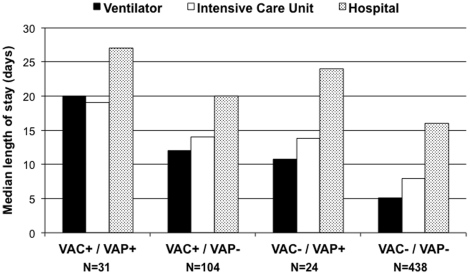 Ventilator Intensive Care Unit Hospital
Median length of stay (days)
30
25
20
15
10
5
0
VAC+ / VAP+ VAC+ / VAP- VAC- / VAP+ VAC- / VAP-
N=31 N=104 N=24 N=438